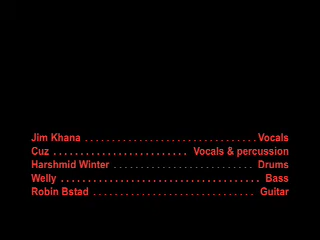 Jim Khana . . . . . . . . . . . . . . . . . . . . . . . . . . . . . . . . Vocals
Cuz . . . . . . . . . . . . . . . . . . . . . . . . Vocals & percussion
Harshmid Winter . . . . . . . . . . . . . . . . . . . . . . . . . . Drums
Welly . . . . . . . . . . . . . . . . . . . . . . . . . . . . . . . . . . . . Bass
Robin Bstad . . . . . . . . . . . . . . . . . . . . . . . . . . . . . . Guitar